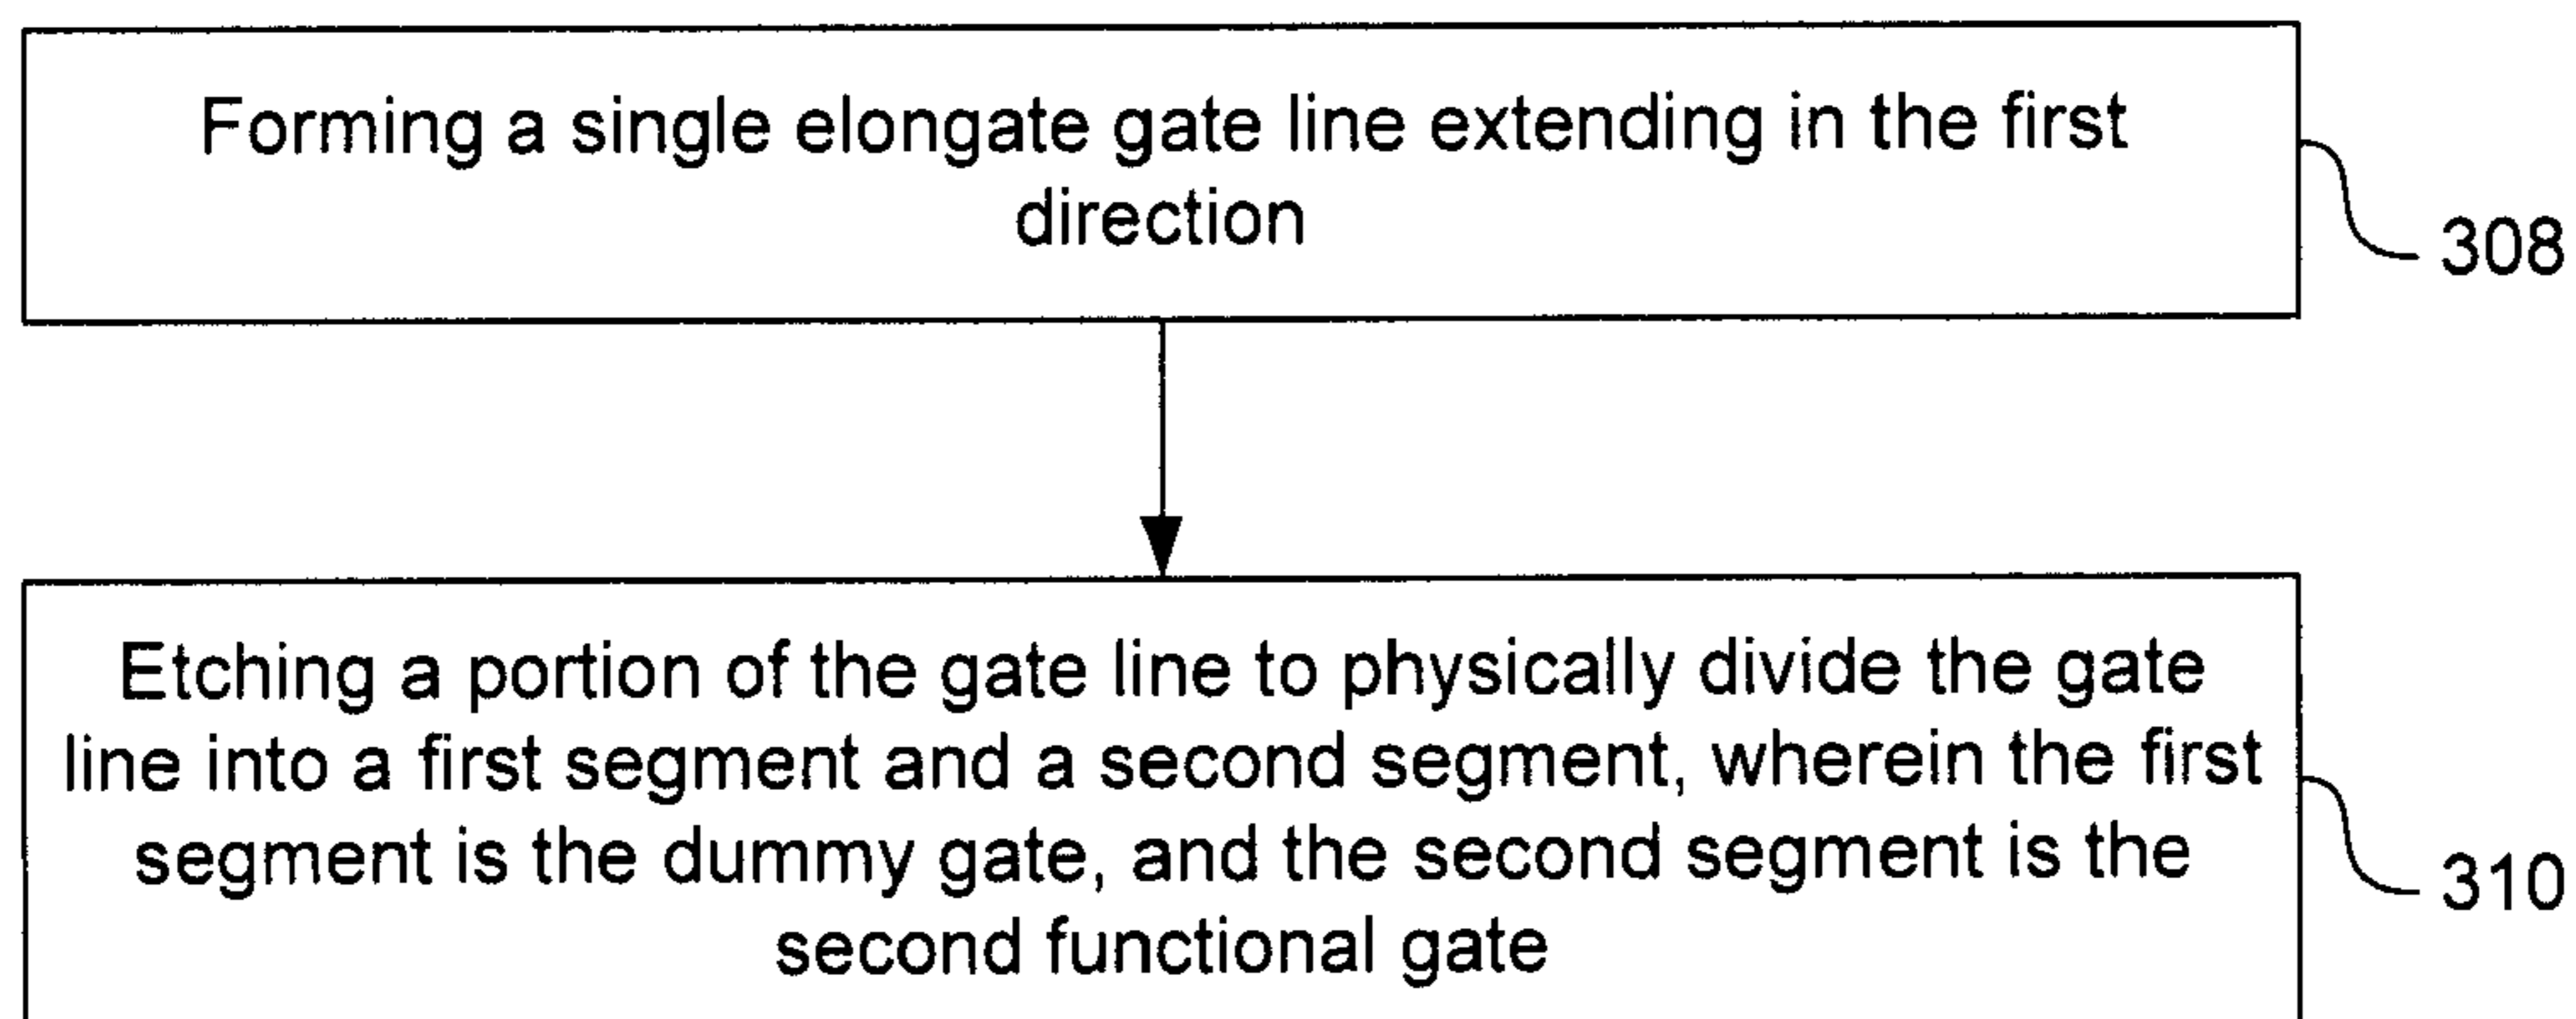 Forming a single elongate gate line extending in the first
direction
308
Etching a portion of the gate line to physically divide the gate
line into a first segment and a second segment, wherein the first
segment is the dummy gate, and the second segment is the
second functional gate
310